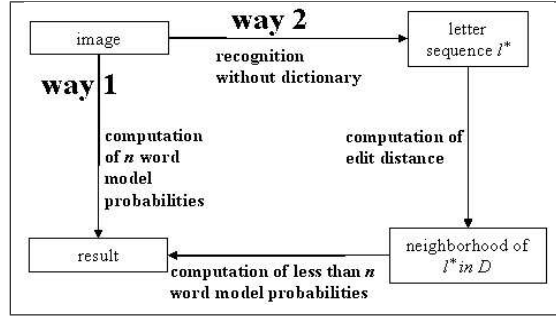 way 2
image
letter
sequence l*
recognition
without dictionary
way 1
computation
of n word
model
probabilities
computation of
edit distance
result
neighborhood of
l* in D
computation of less than n
word model probabilities